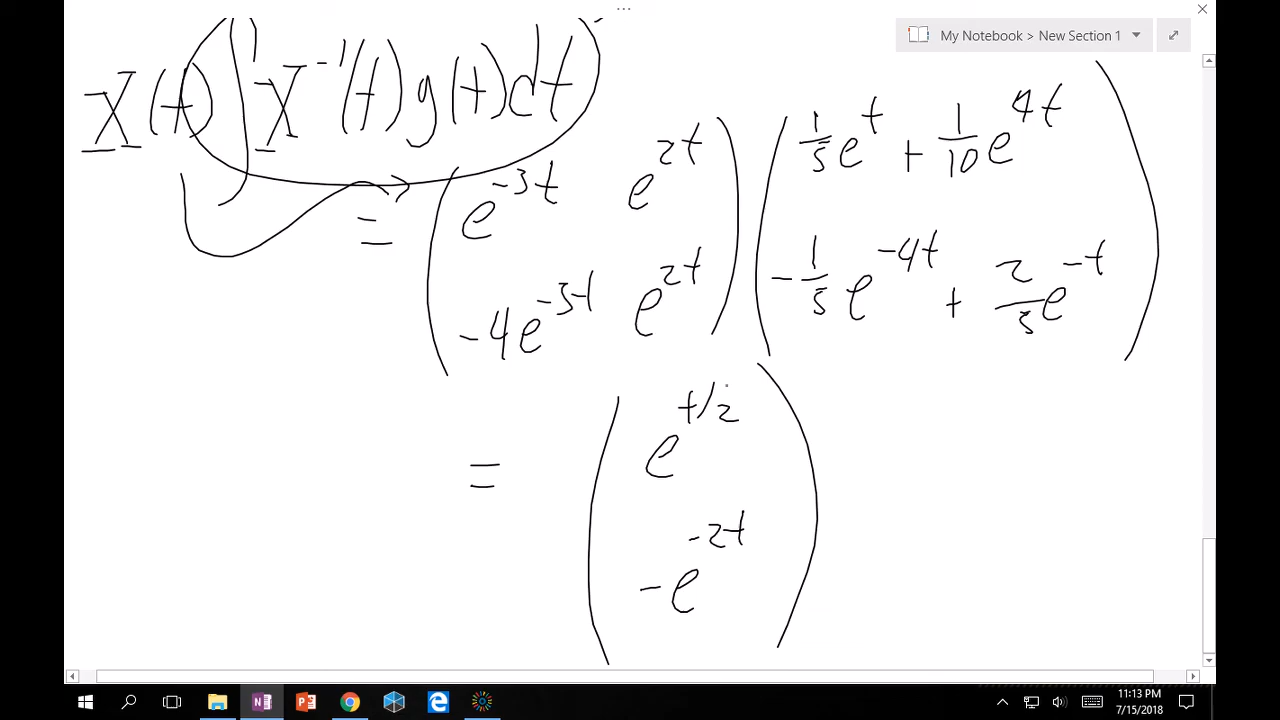 My Notebook > New Section 1
X(t) ∫ X⁻¹(t) g(t) dt
= ( e^{-3t} e^{2t} ) ( 1/5 e^t + 1/10 e^{4t} )
( -4e^{-3t} e^{2t} ) ( -1/5 e^{-4t} + 2/5 e^{-t} )
= ( e^{t/2} )
( -e^{-2t} )
11:13 PM
7/15/2018